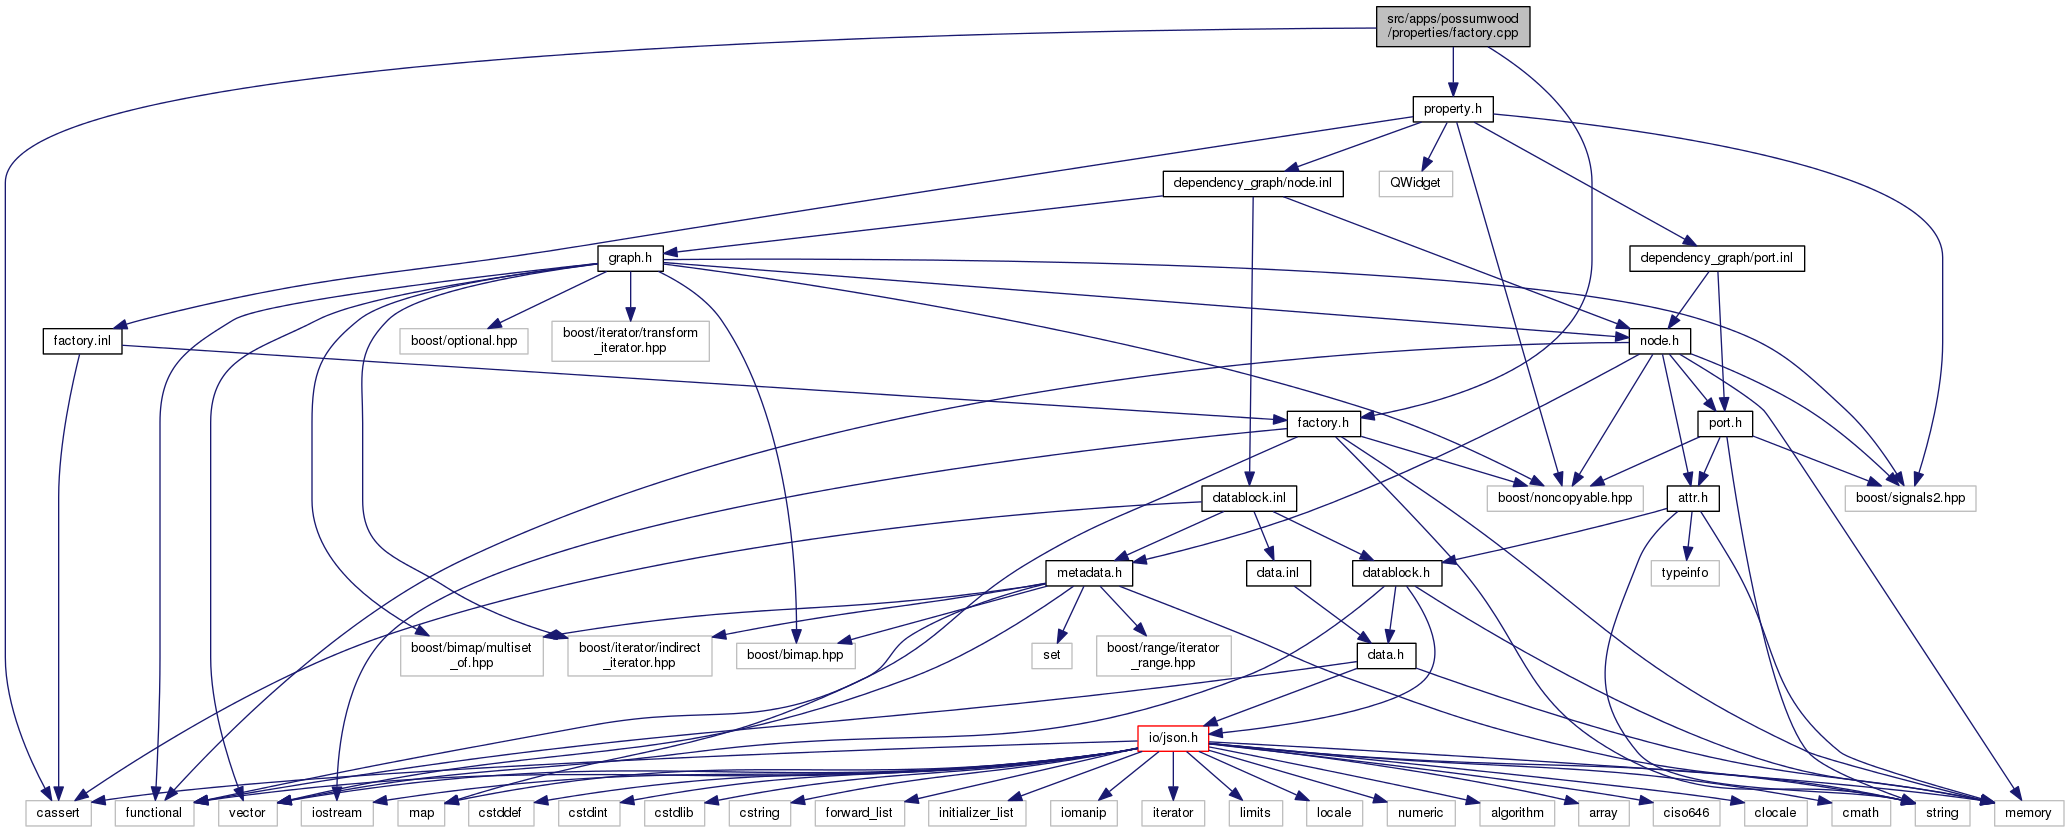 src/apps/possumwood
/properties/factory.cpp
property.h
dependency_graph/node.inl
QWidget
graph.h
dependency_graph/port.inl
factory.inl
boost/optional.hpp
boost/iterator/transform
_iterator.hpp
node.h
factory.h
port.h
datablock.inl
boost/noncopyable.hpp
attr.h
boost/signals2.hpp
metadata.h
data.inl
datablock.h
typeinfo
boost/bimap/multiset
_of.hpp
boost/iterator/indirect
_iterator.hpp
boost/bimap.hpp
set
boost/range/iterator
_range.hpp
data.h
io/json.h
cassert
functional
vector
iostream
map
cstddef
cstdint
cstdlib
cstring
forward_list
initializer_list
iomanip
iterator
limits
locale
numeric
algorithm
array
ciso646
clocale
cmath
string
memory